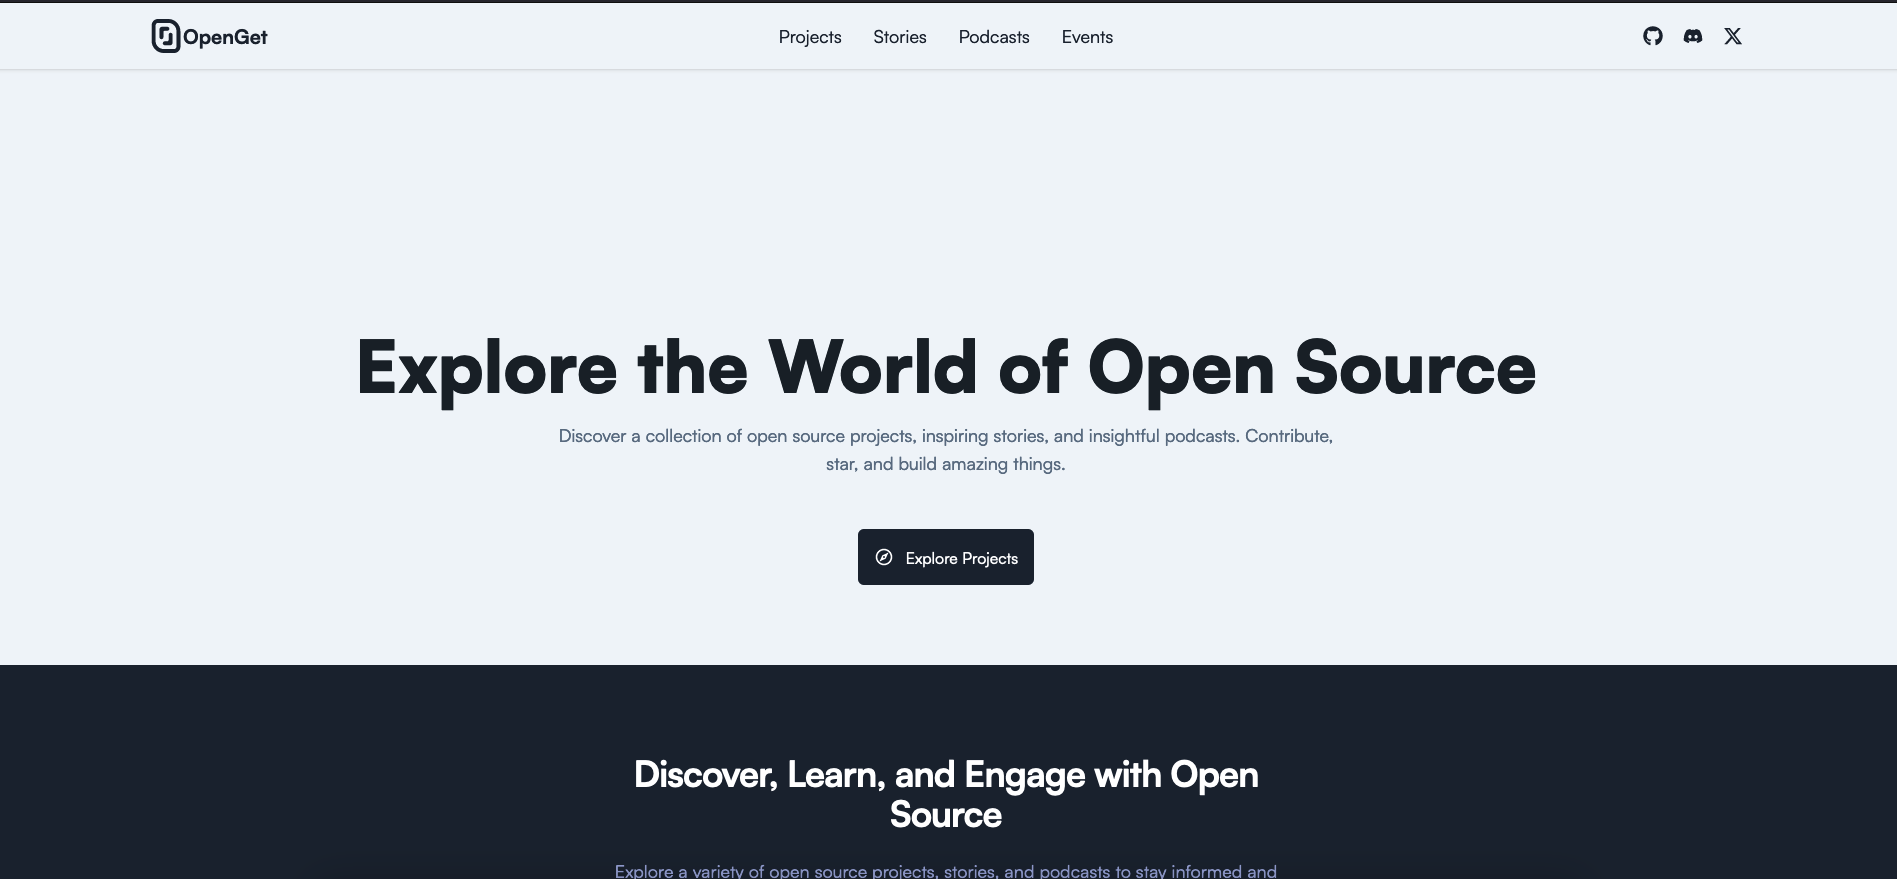 OpenGet
Projects Stories Podcasts Events
Explore the World of Open Source
Discover a collection of open source projects, inspiring stories, and insightful podcasts. Contribute,
star, and build amazing things.
Explore Projects
Discover, Learn, and Engage with Open
Source
Explore a variety of open source projects, stories, and podcasts to stay informed and